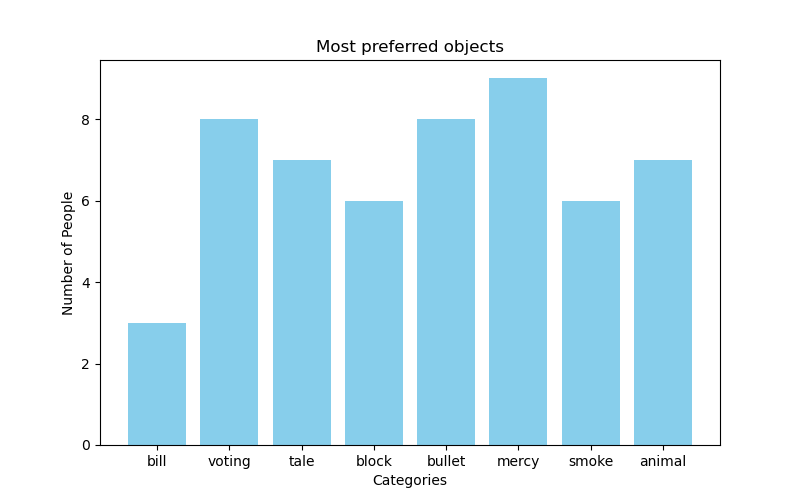 Most preferred objects
Number of People
8
6
4
2
0
bill voting tale block bullet mercy smoke animal
Categories